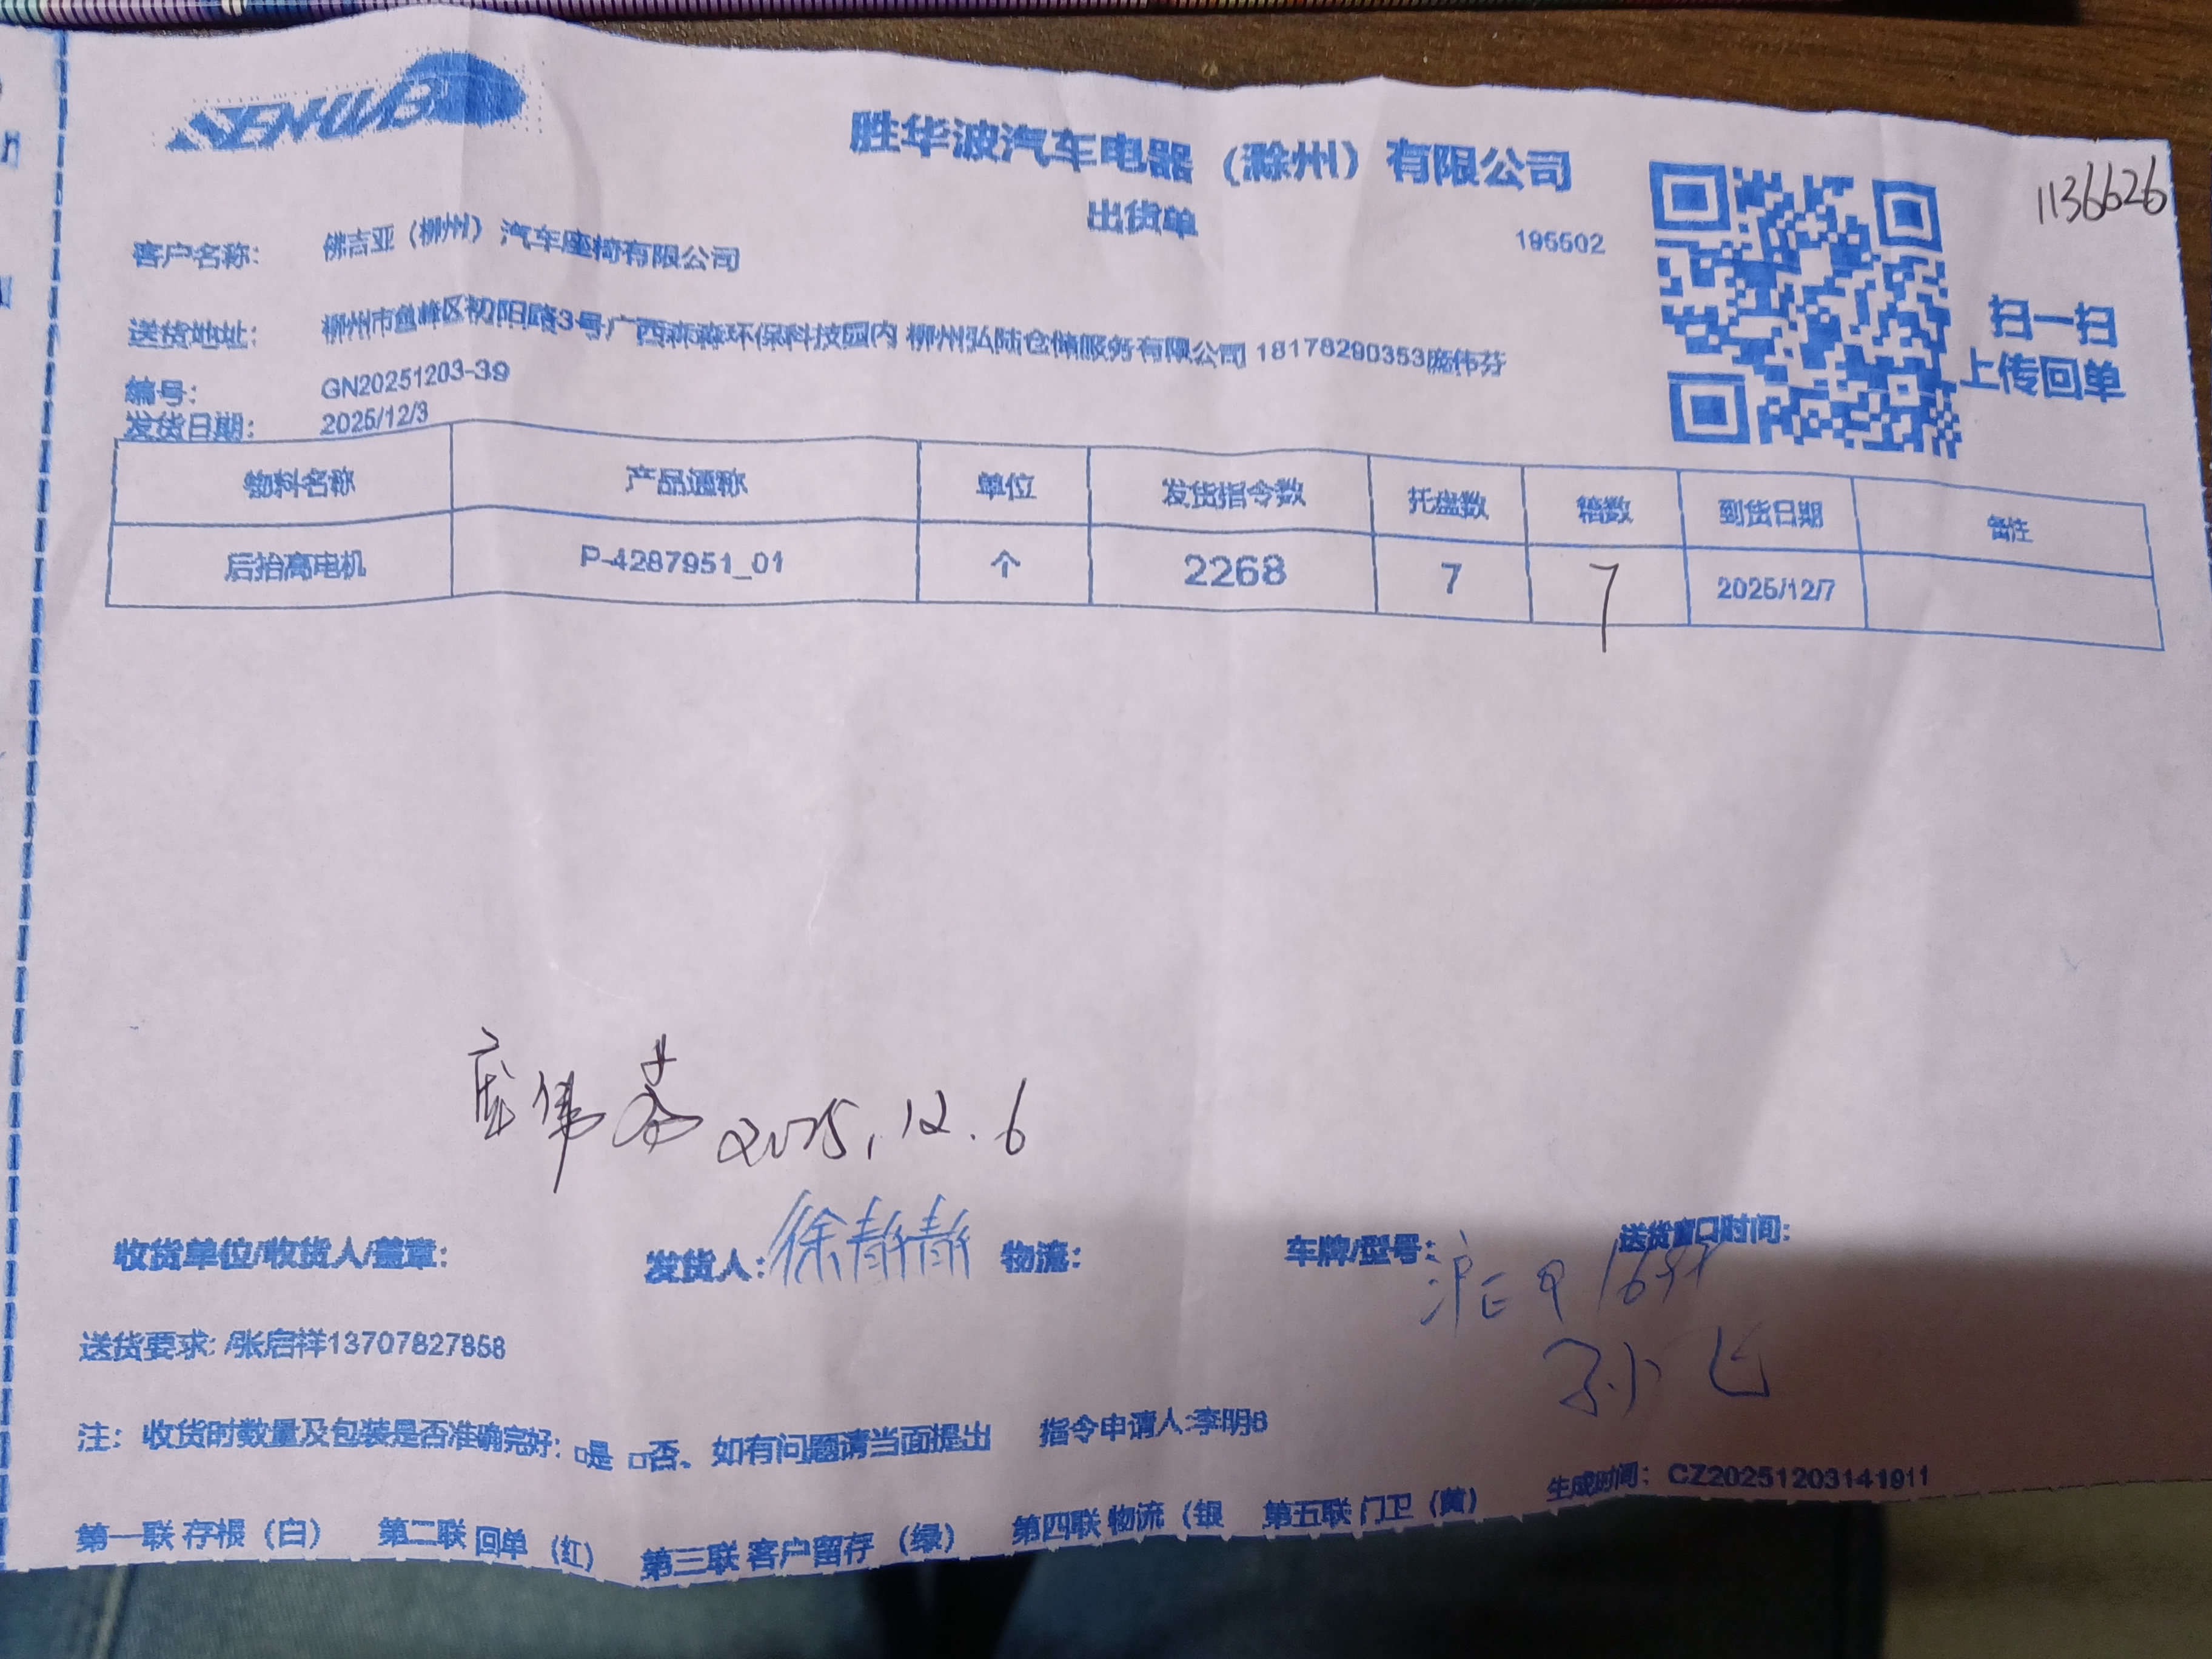 SENHWB
胜华波汽车电器（滁州）有限公司
出货单
195502
1136626
扫一扫
上传回单
客户名称： 佛吉亚（柳州）汽车座椅有限公司
送货地址： 柳州市鱼峰区初阳路3号广西森森环保科技园内 柳州弘陆仓储服务有限公司 18178290353庞伟芬
编号： GN20251203-39
发货日期： 2025/12/3
物料名称 产品通称 单位 发货指令数 托盘数 箱数 到货日期 备注
后抬高电机 P-4287951_01 个 2268 7 7 2025/12/7
庞伟芬 2025.12.6
收货单位/收货人/盖章： 发货人：徐静静 物流： 车牌/型号： 送货窗口时间：
孙飞
送货要求: /张启祥13707827858
注： 收货时数量及包装是否准确完好：□是 □否。如有问题请当面提出 指令申请人:李明8
生成时间： CZ20251203141911
第一联 存根（白） 第二联 回单（红） 第三联 客户留存（绿） 第四联 物流（银 第五联 门卫（黄）